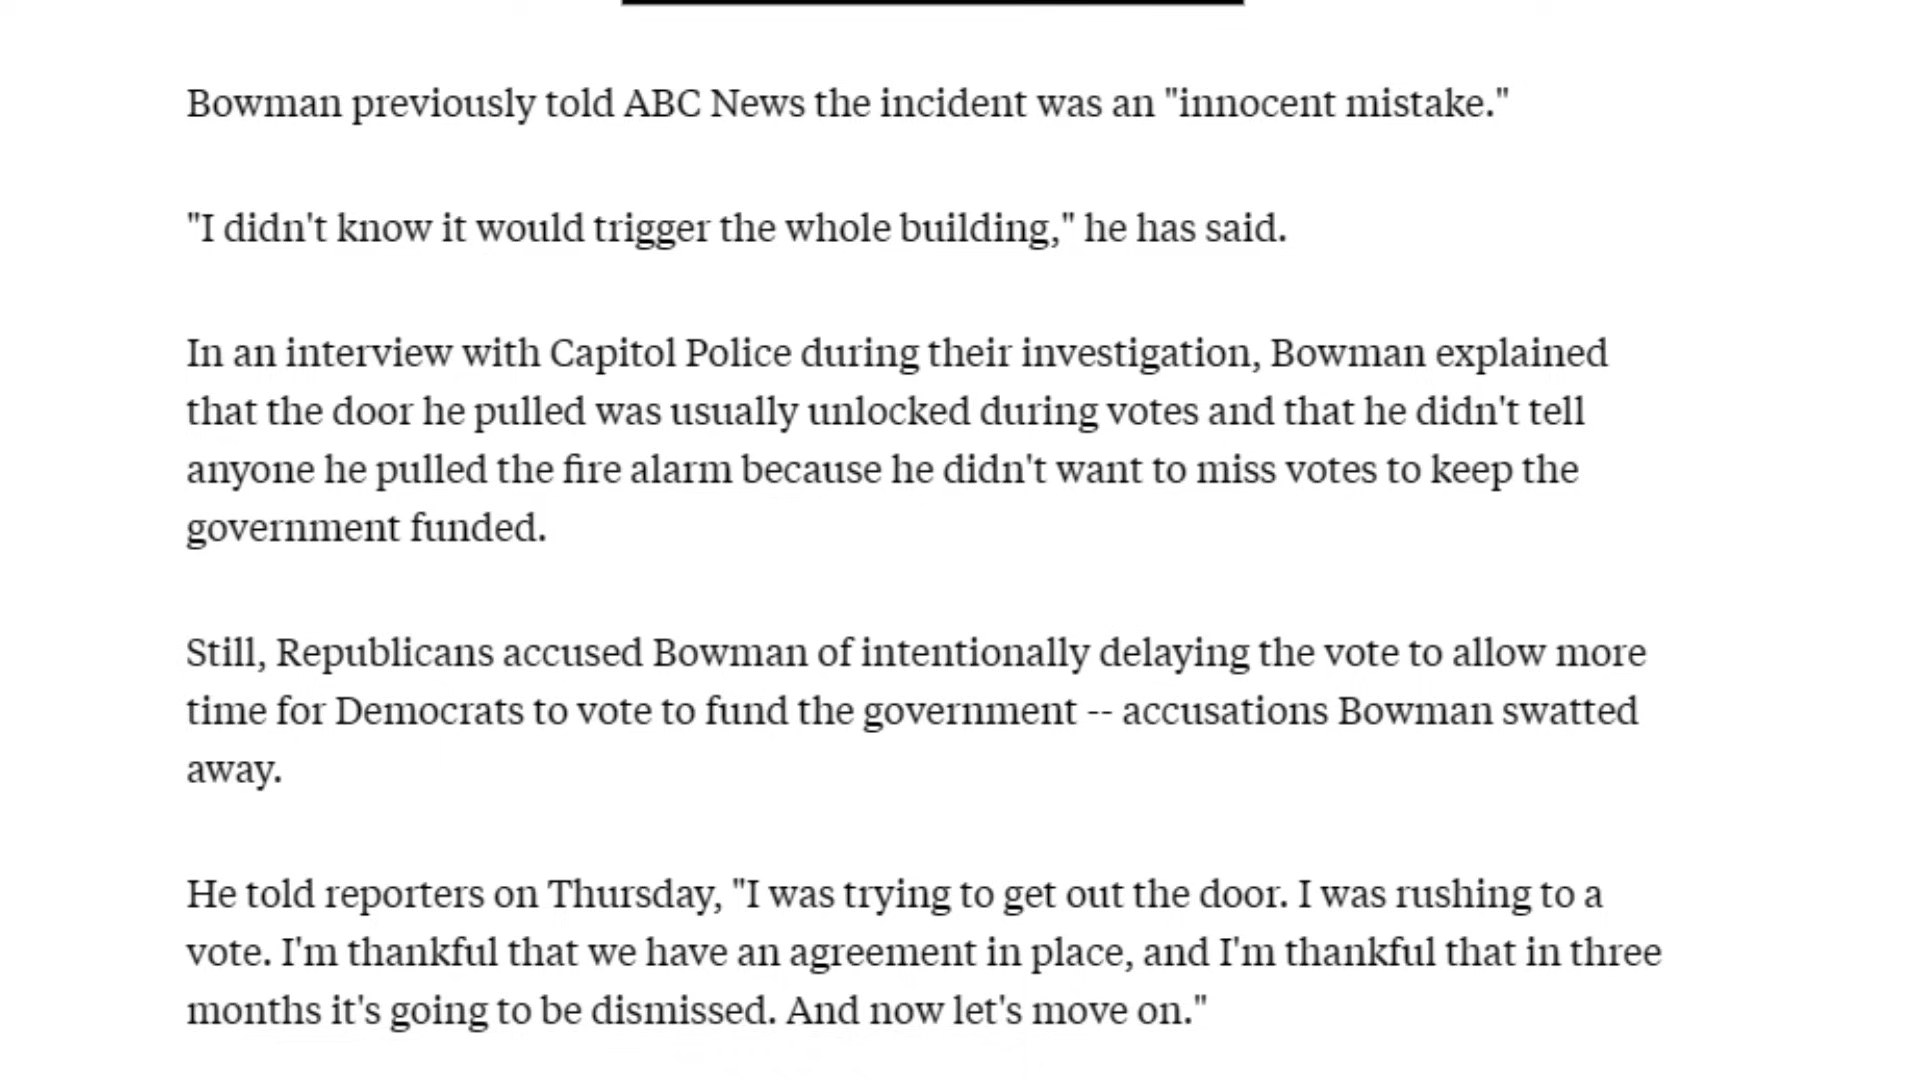 Bowman previously told ABC News the incident was an "innocent mistake."
"I didn't know it would trigger the whole building," he has said.
In an interview with Capitol Police during their investigation, Bowman explained
that the door he pulled was usually unlocked during votes and that he didn't tell
anyone he pulled the fire alarm because he didn't want to miss votes to keep the
government funded.
Still, Republicans accused Bowman of intentionally delaying the vote to allow more
time for Democrats to vote to fund the government -- accusations Bowman swatted
away.
He told reporters on Thursday, "I was trying to get out the door. I was rushing to a
vote. I'm thankful that we have an agreement in place, and I'm thankful that in three
months it's going to be dismissed. And now let's move on."